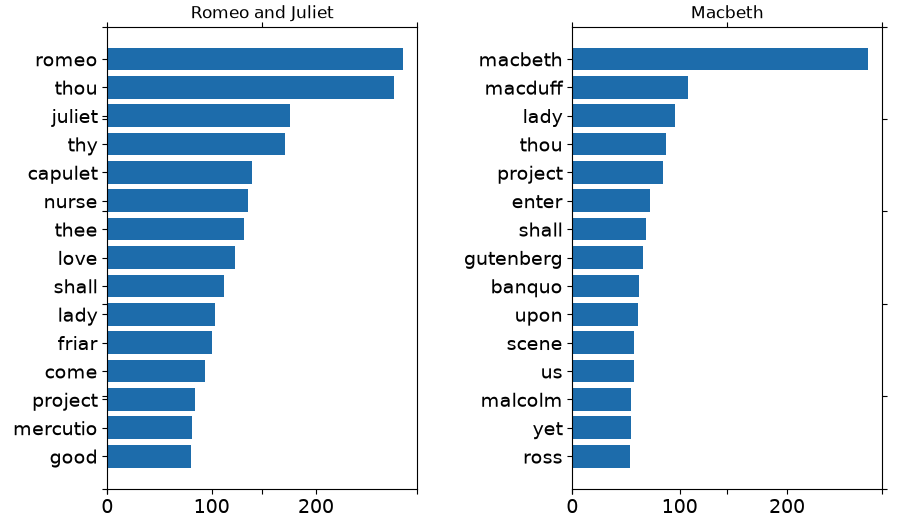 Romeo and Juliet
romeo
thou
juliet
thy
capulet
nurse
thee
love
shall
lady
friar
come
project
mercutio
good
0 100 200
Macbeth
macbeth
macduff
lady
thou
project
enter
shall
gutenberg
banquo
upon
scene
us
malcolm
yet
ross
0 100 200